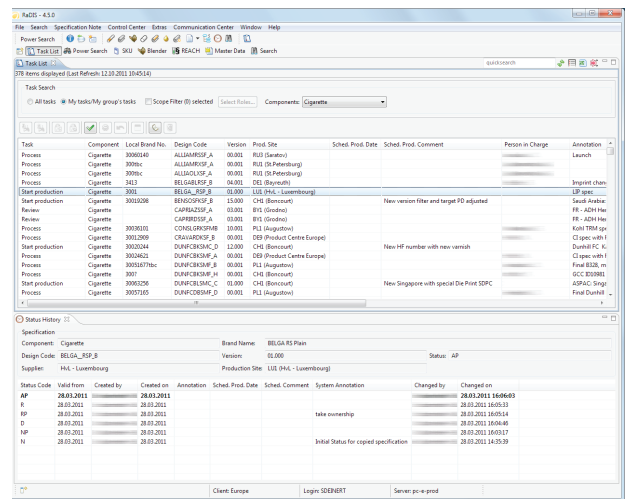 RaDIS - 4.5.0
File Search Specification Note Control Center Extras Communication Center Window Help
Power Search
Task List Power Search SKU Blender REACH Master Data Search
Task List quicksearch
378 items displayed (Last Refresh: 12.10.2011 10:45:14)
Task Search
All tasks My tasks/My group's tasks Scope Filter (0) selected Select Roles... Components: Cigarette
Task Component Local Brand No. Design Code Version Prod. Site Sched. Prod. Date Sched. Prod. Comment Person in Charge Annotation
Process Cigarette 30060140 ALLIAMRSSF_A 00.001 RU3 (Saratov) Launch
Process Cigarette 300tbc ALLIAMRXSF_A 00.001 RU1 (St.Petersburg)
Process Cigarette 300tbc ALLIAOLXSF_A 00.001 RU1 (St.Petersburg)
Process Cigarette 3413 BELGABLRSF_B 04.001 DE1 (Bayreuth) Imprint chan
Start production Cigarette 3001 BELGA__RSP_B 01.000 LU1 (HvL - Luxembourg) LIP spec
Start production Cigarette 30019298 BENSOSFKSF_B 15.000 CH1 (Boncourt) New version filter and target PD adjusted Saudi Arabia:
Review Cigarette CAPRIAZSSF_A 03.001 BY1 (Grodno) FR - ADH Her
Review Cigarette CAPRIRDSSF_A 03.001 BY1 (Grodno) FR - ADH Her
Process Cigarette 30036101 CONSLGRKSFMB 10.001 PL1 (Augustow) Kohl TRM spe
Process Cigarette 30012909 CRAVARDKSF_B 00.001 DE9 (Product Centre Europe) CI spec with f
Start production Cigarette 30020244 DUNFCBKSMC_D 12.000 CH1 (Boncourt) New HF number with new varnish Dunhill FC K
Process Cigarette 30024621 DUNFCBKSMF_A 00.001 DE9 (Product Centre Europe) CI spec with f
Process Cigarette 30051677tbc DUNFCBKSMF_B 00.001 PL1 (Augustow) Final B328, m
Process Cigarette 300? DUNFCBKSMF_H 00.001 CH1 (Boncourt) GCC ID10981
Start production Cigarette 30063256 DUNFCBLSMC_C 01.000 CH1 (Boncourt) New Singapore with special Die Print SDPC ASPAC: Singa
Process Cigarette 30057165 DUNFCDBSMF_D 00.001 PL1 (Augustow) Final Dunhill
Status History
Specification
Component: Cigarette Brand Name: BELGA RS Plain
Design Code: BELGA__RSP_B Version: 01.000 Status: AP
Supplier: HvL - Luxembourg Production Site: LU1 (HvL - Luxembourg)
Status Code Valid from Created by Created on Annotation Sched. Prod. Date Sched. Comment System Annotation Changed by Changed on
AP 28.03.2011 28.03.2011 28.03.2011 16:06:03
R 28.03.2011 28.03.2011 28.03.2011 16:05:33
RP 28.03.2011 28.03.2011 take ownership 28.03.2011 16:05:14
D 28.03.2011 28.03.2011 28.03.2011 16:04:46
NP 28.03.2011 28.03.2011 28.03.2011 16:03:17
N 28.03.2011 28.03.2011 Initial Status for copied specification 28.03.2011 14:35:39
Client: Europe Login: SDEINERT Server: pc-e-prod